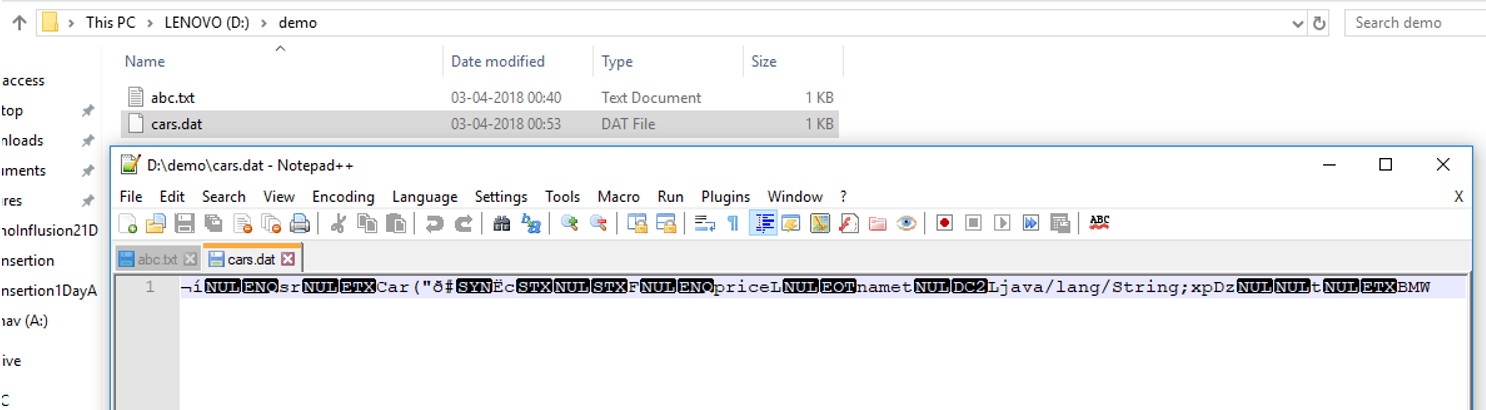 This PC > LENOVO (D:) > demo
Search demo
Name Date modified Type Size
access
top
nloads
uments
res
noInflusion21D
nsertion
nsertion1DayA
nav (A:)
ive
C
abc.txt 03-04-2018 00:40 Text Document 1 KB
cars.dat 03-04-2018 00:53 DAT File 1 KB
D:\demo\cars.dat - Notepad++
File Edit Search View Encoding Language Settings Tools Macro Run Plugins Window ? X
ABC
abc.txt cars.dat
1 ¬íNULENQsrNULETXCar("ð‡SYNËcSTXNULSTXFNULENQpriceLNULEOTnametNULDC2Ljava/lang/String;xpDzNULNULtNULETXBMW